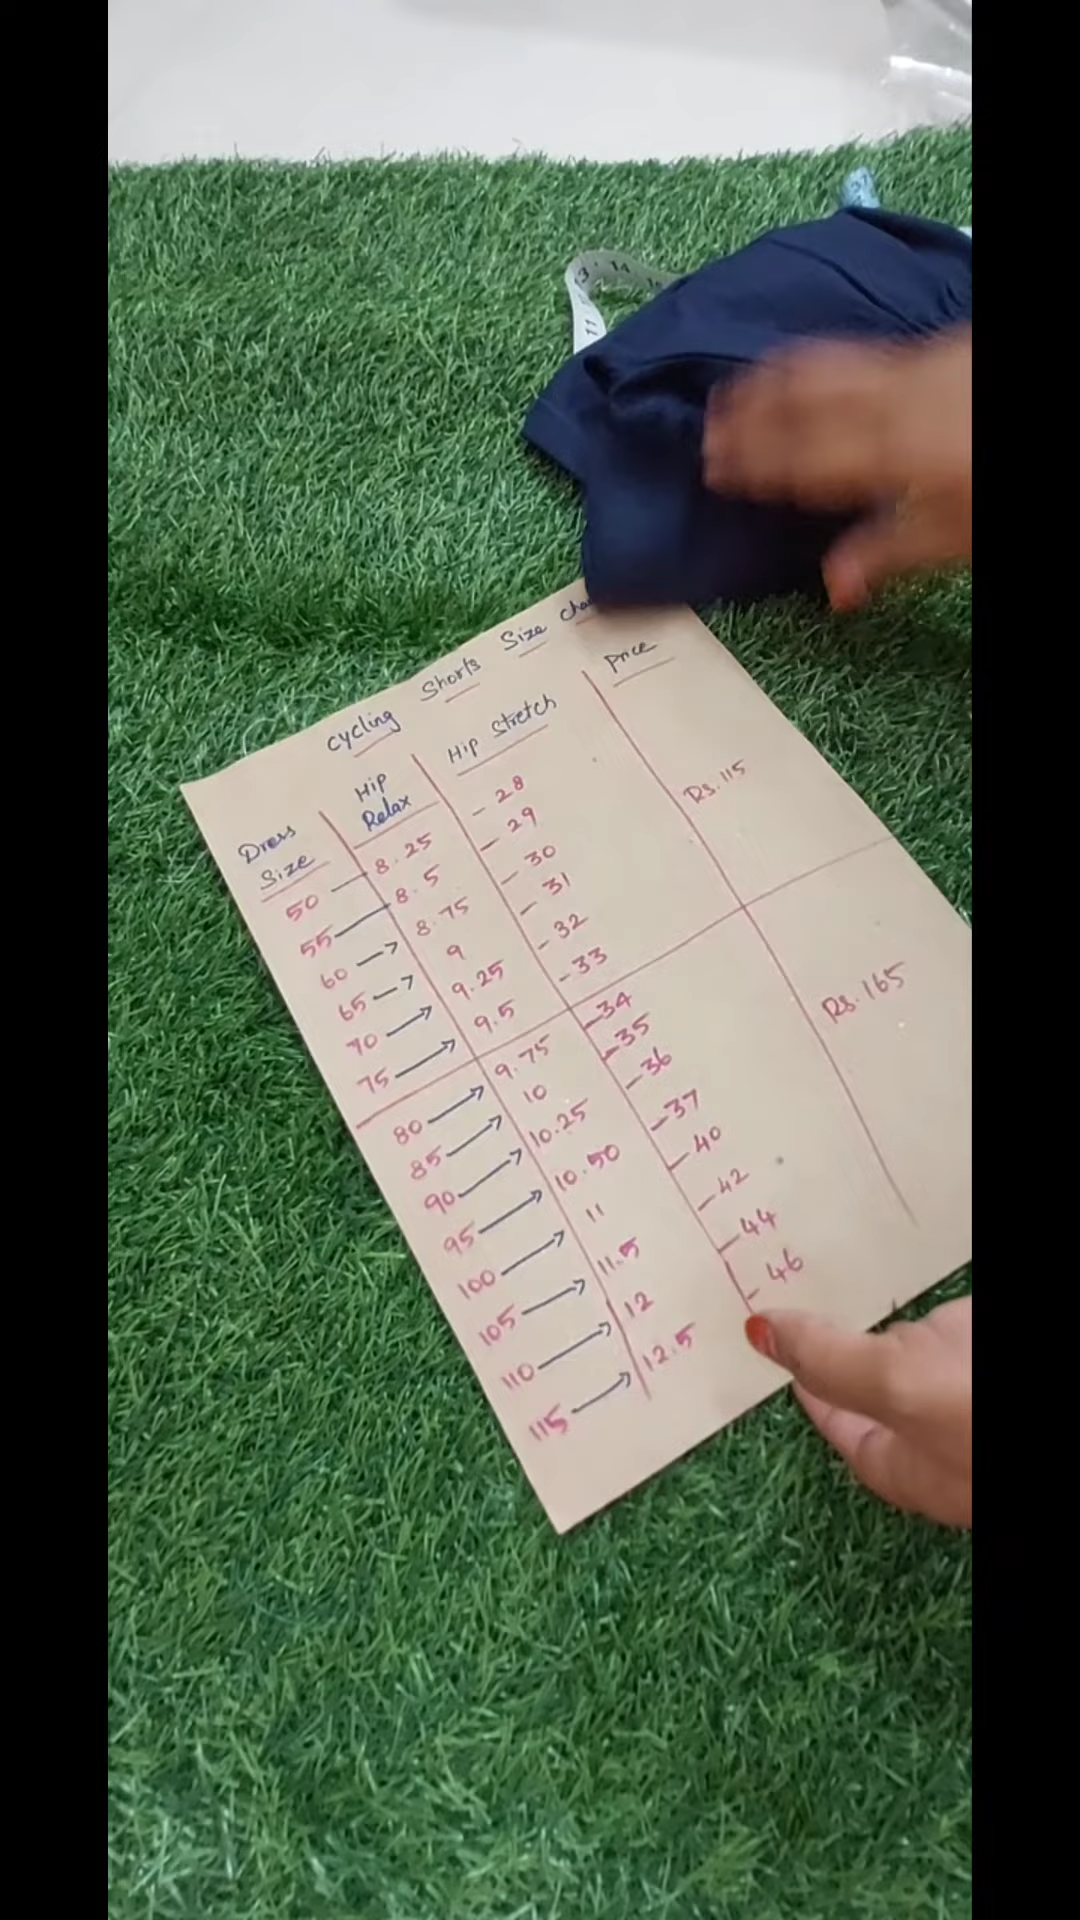 Cycling Shorts Size
Dress Size Hip Relax Hip Stretch Price
50 8.25 - 28 Rs. 115
55 8.5 - 29
60 → 8.75 - 30
65 → 9 - 31
70 → 9.25 - 32
75 → 9.5 - 33
80 → 9.75 - 34 Rs. 165
85 → 10 - 35
90 → 10.25 - 36
95 → 10.50 - 37
100 → 11 - 40
105 → 11.5 - 42
110 → 12 - 44
115 → 12.5 - 46
14
11